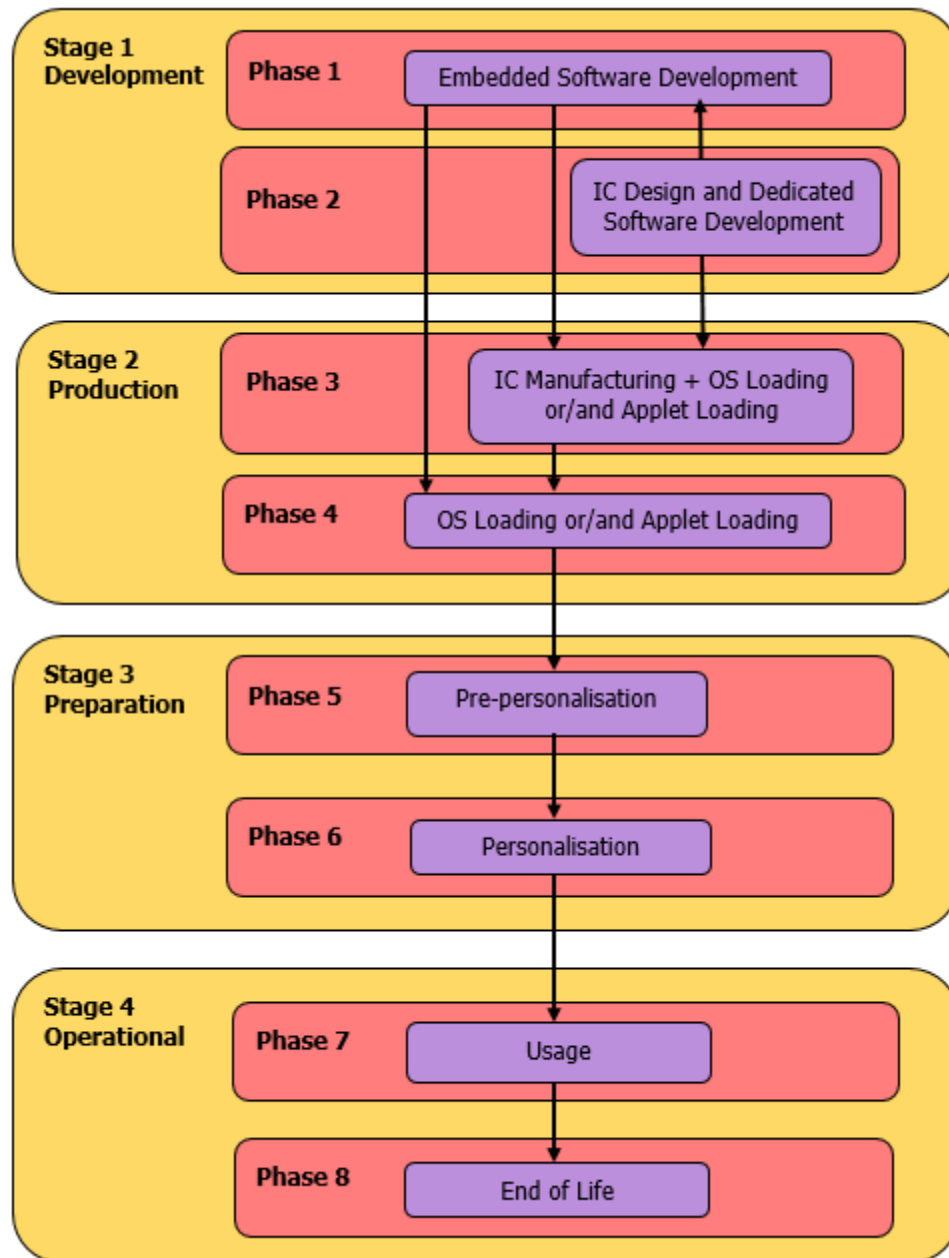 Stage 1
Development
Phase 1
Embedded Software Development
Phase 2
IC Design and Dedicated
Software Development
Stage 2
Production
Phase 3
IC Manufacturing + OS Loading
or/and Applet Loading
Phase 4
OS Loading or/and Applet Loading
Stage 3
Preparation
Phase 5
Pre-personalisation
Phase 6
Personalisation
Stage 4
Operational
Phase 7
Usage
Phase 8
End of Life